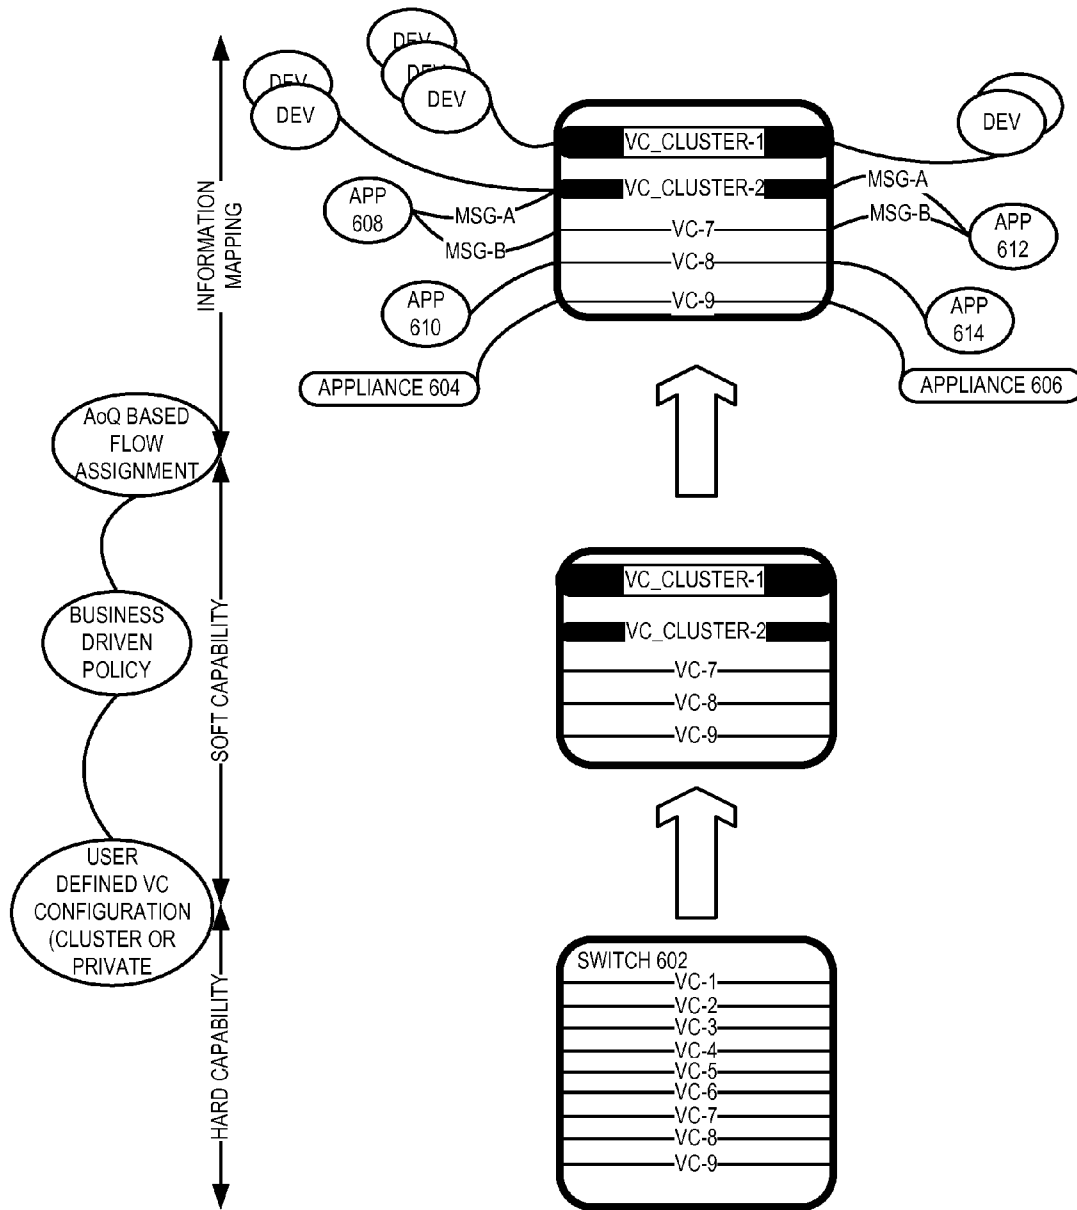 DEV
DEV
DEV
DEV
DEV
DEV
VC_CLUSTER-1
VC_CLUSTER-2
VC-7
VC-8
VC-9
APP
608
MSG-A
MSG-B
MSG-A
MSG-B
APP
612
APP
610
APP
614
APPLIANCE 604
APPLIANCE 606
INFORMATION
MAPPING
AoQ BASED
FLOW
ASSIGNMENT
SOFT CAPABILITY
BUSINESS
DRIVEN
POLICY
VC_CLUSTER-1
VC_CLUSTER-2
VC-7
VC-8
VC-9
USER
DEFINED VC
CONFIGURATION
(CLUSTER OR
PRIVATE
HARD CAPABILITY
SWITCH 602
VC-1
VC-2
VC-3
VC-4
VC-5
VC-6
VC-7
VC-8
VC-9